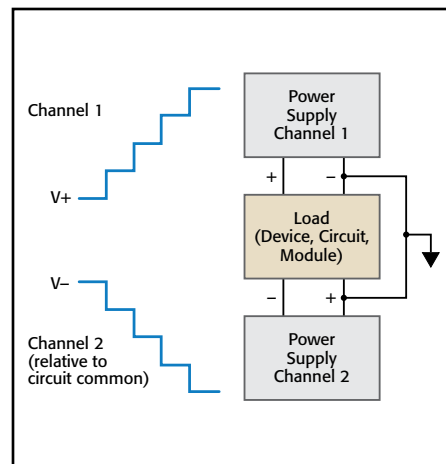 Channel 1
V+
Power
Supply
Channel 1
+ −
Load
(Device, Circuit,
Module)
V−
− +
Channel 2
(relative to
circuit common)
Power
Supply
Channel 2